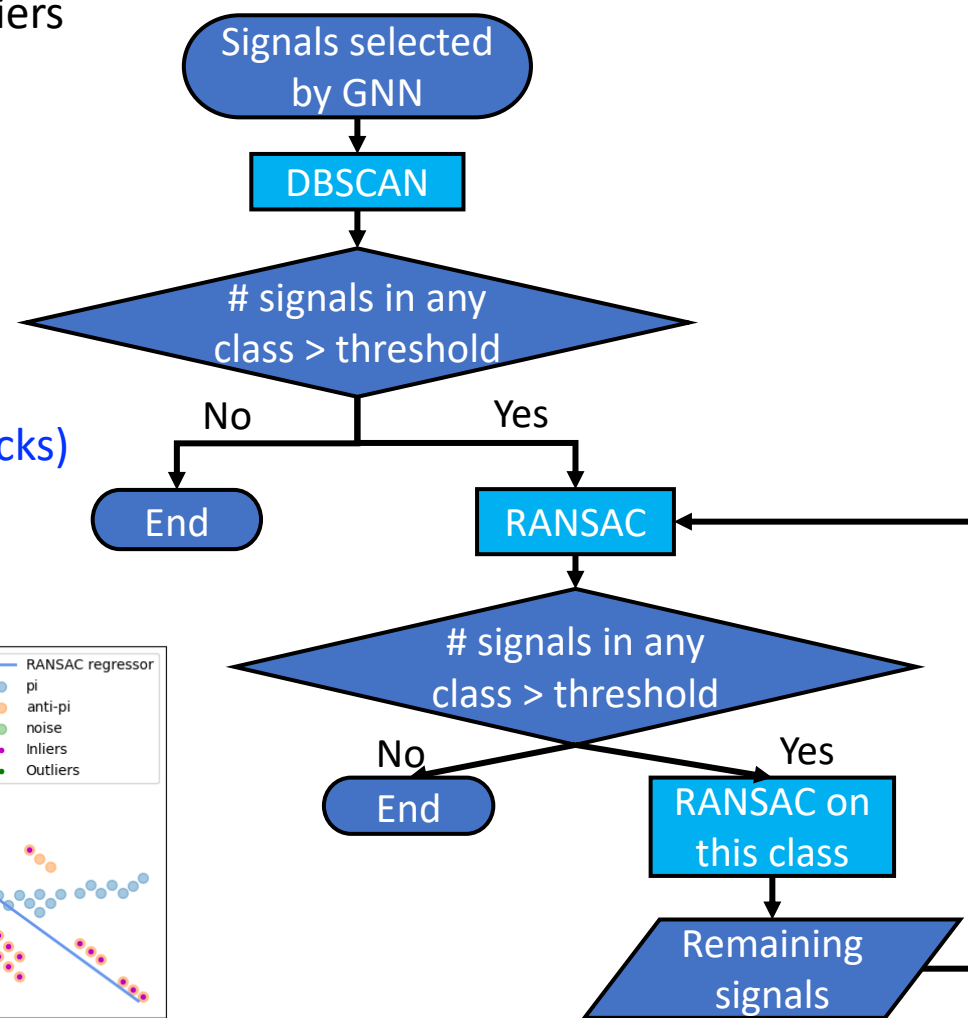 iers
Signals selected
by GNN
DBSCAN
# signals in any
class > threshold
No
Yes
cks)
End
RANSAC
# signals in any
class > threshold
No
Yes
End
RANSAC on
this class
Remaining
signals
RANSAC regressor
pi
anti-pi
noise
Inliers
Outliers